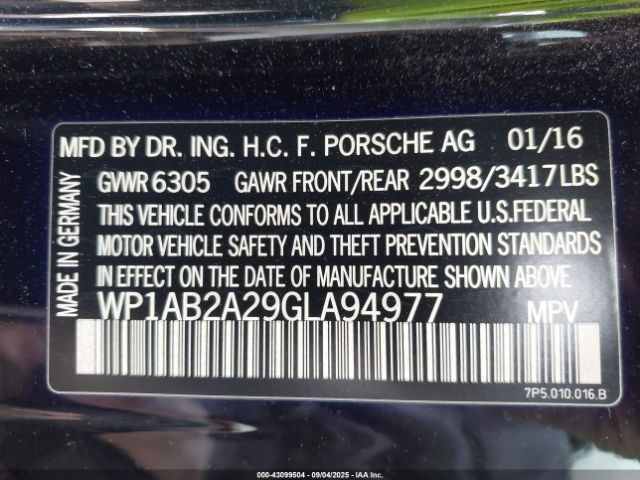 MFD BY DR. ING. H.C. F. PORSCHE AG 01/16
GVWR 6305 GAWR FRONT/REAR 2998/3417LBS
THIS VEHICLE CONFORMS TO ALL APPLICABLE U.S.FEDERAL
MOTOR VEHICLE SAFETY AND THEFT PREVENTION STANDARDS
IN EFFECT ON THE DATE OF MANUFACTURE SHOWN ABOVE
WP1AB2A29GLA94977 MPV
MADE IN GERMANY
7P5.010.016.B
000-43099504 - 09/04/2025 - IAA Inc.